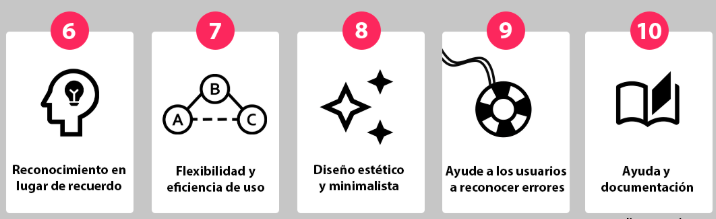 6
Reconocimiento en
lugar de recuerdo
7
A
B
C
Flexibilidad y
eficiencia de uso
8
Diseño estético
y minimalista
9
Ayude a los usuarios
a reconocer errores
10
Ayuda y
documentación